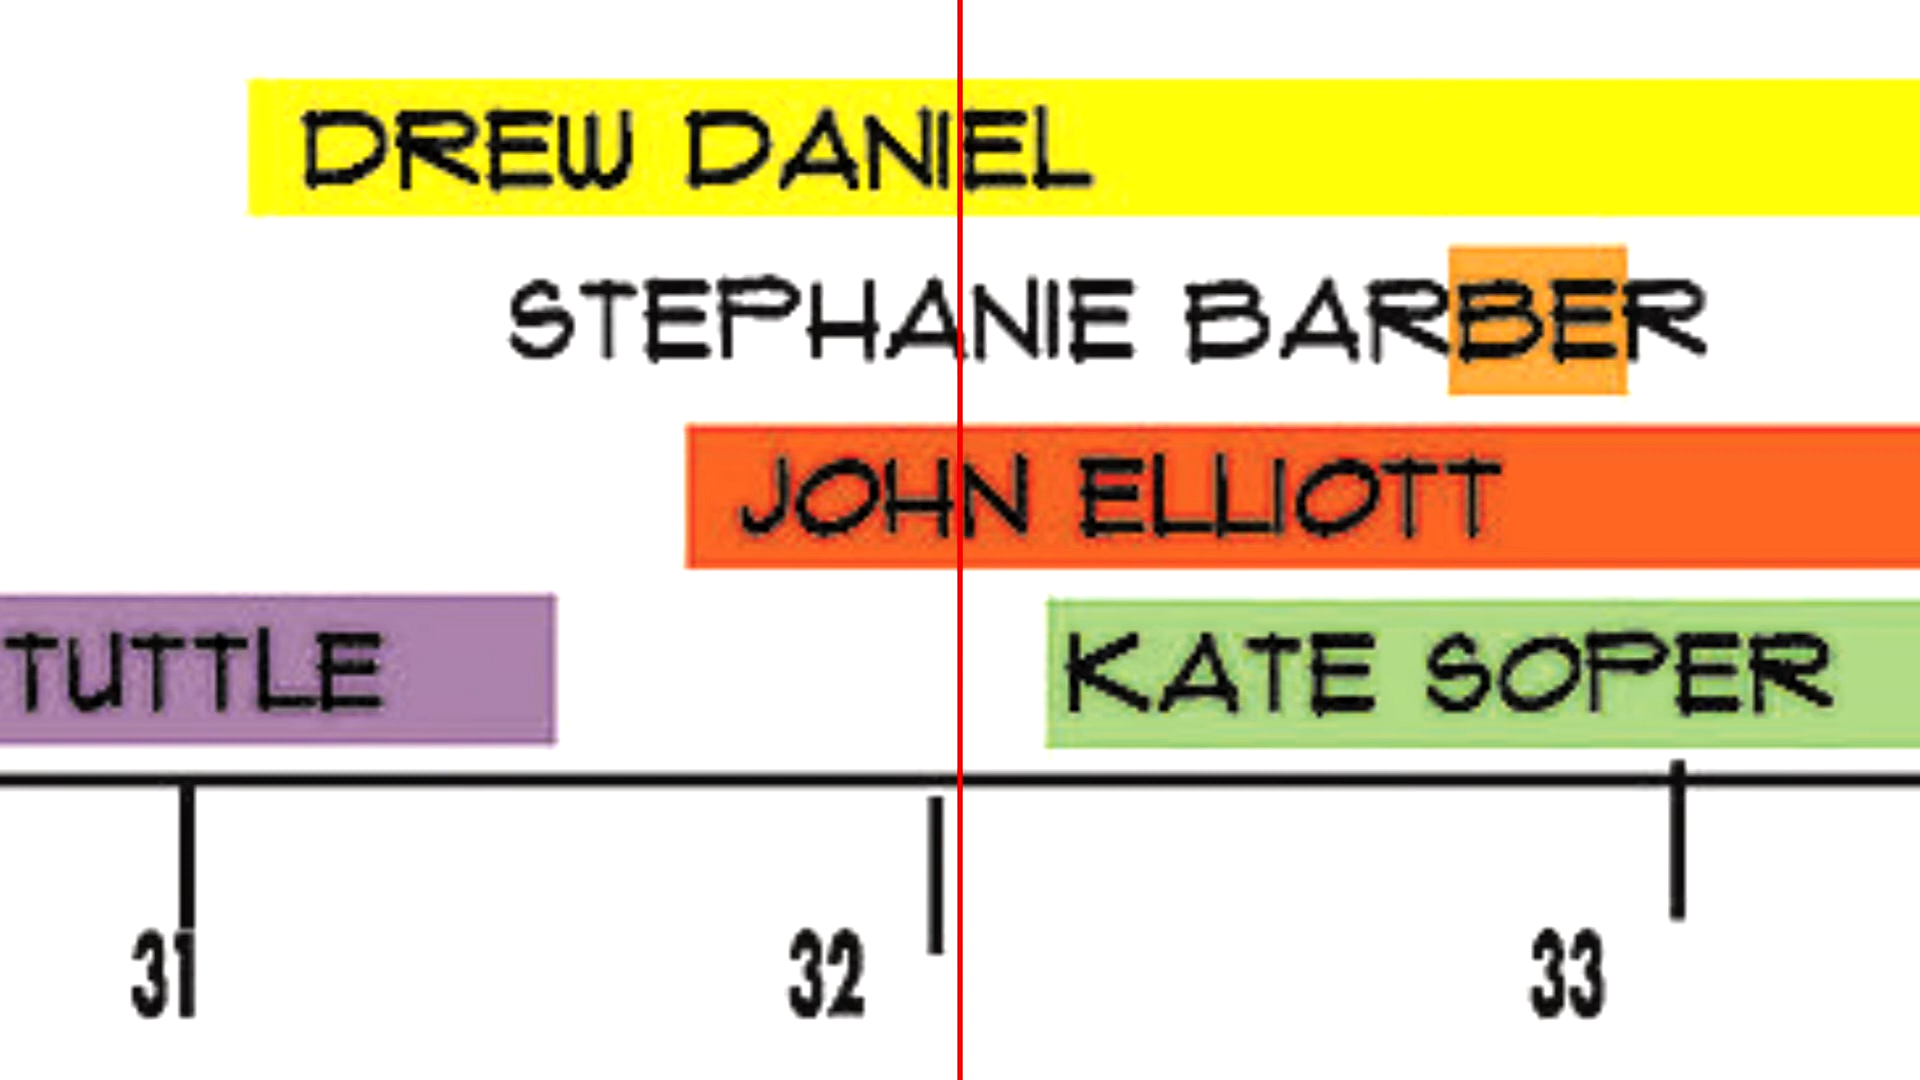 DREW DANIEL
STEPHANIE BARBER
JOHN ELLIOTT
TUTTLE KATE SOPER
31 32 33